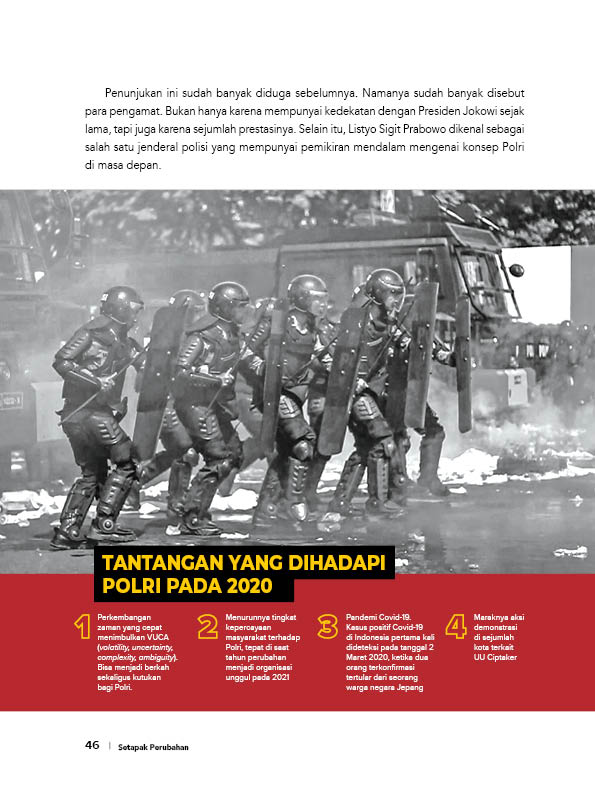 Penunjukan ini sudah banyak diduga sebelumnya. Namanya sudah banyak disebut
para pengamat. Bukan hanya karena mempunyai kedekatan dengan Presiden Jokowi sejak
lama, tapi juga karena sejumlah prestasinya. Selain itu, Listyo Sigit Prabowo dikenal sebagai
salah satu jenderal polisi yang mempunyai pemikiran mendalam mengenai konsep Polri
di masa depan.
TANTANGAN YANG DIHADAPI
POLRI PADA 2020
1
Perkembangan
zaman yang cepat
menimbulkan VUCA
(volatility, uncertainty,
complexity, ambiguity).
Bisa menjadi berkah
sekaligus kutukan
bagi Polri.
2
Menurunnya tingkat
kepercayaan
masyarakat terhadap
Polri, tepat di saat
tahun perubahan
menjadi organisasi
unggul pada 2021
3
Pandemi Covid-19.
Kasus positif Covid-19
di Indonesia pertama kali
dideteksi pada tanggal 2
Maret 2020, ketika dua
orang terkonfirmasi
tertular dari seorang
warga negara Jepang
4
Maraknya aksi
demonstrasi
di sejumlah
kota terkait
UU Ciptaker
46 | Setapak Perubahan